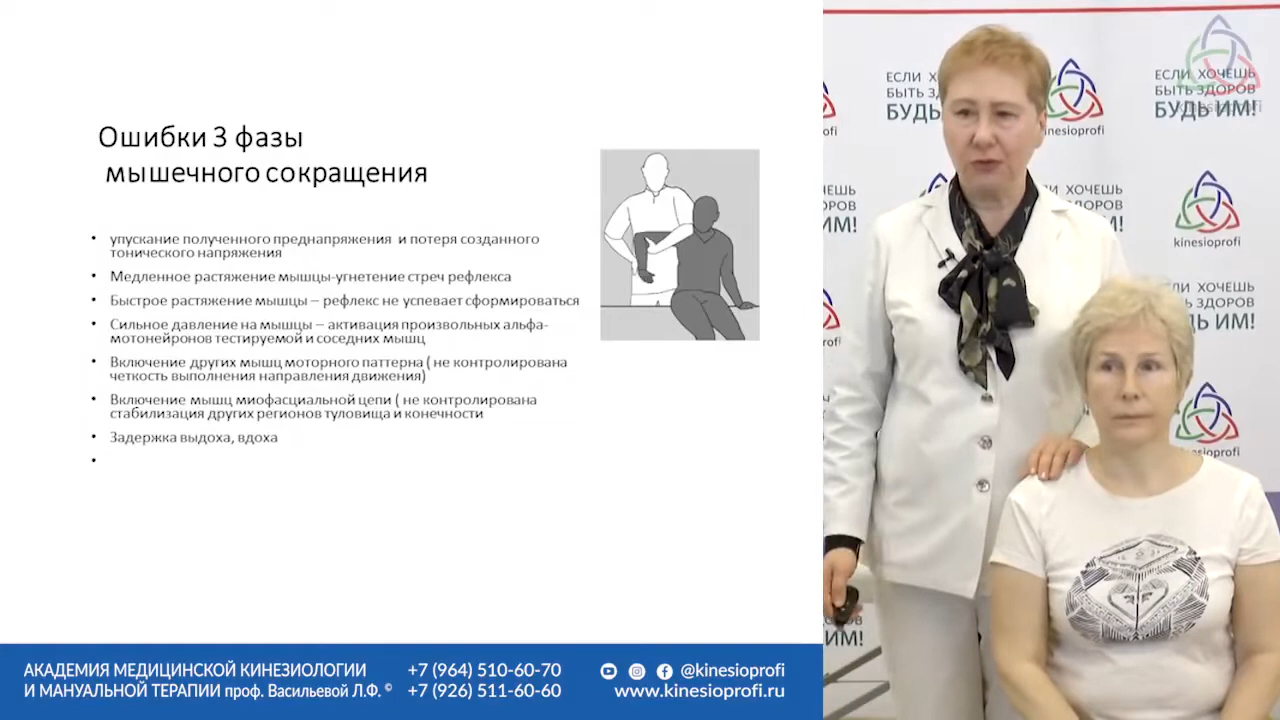 Ошибки 3 фазы
мышечного сокращения
• упускание полученного преднапряжения и потеря созданного
тонического напряжения
• Медленное растяжение мышцы-угнетение стреч рефлекса
• Быстрое растяжение мышцы – рефлекс не успевает сформироваться
• Сильное давление на мышцы – активация произвольных альфа-
мотонейронов тестируемой и соседних мышц
• Включение других мышц моторного паттерна ( не контролирована
четкость выполнения направления движения)
• Включение мышц миофасциальной цепи ( не контролирована
стабилизация других регионов туловища и конечности
• Задержка выдоха, вдоха
•
АКАДЕМИЯ МЕДИЦИНСКОЙ КИНЕЗИОЛОГИИ
И МАНУАЛЬНОЙ ТЕРАПИИ проф. Васильевой Л.Ф. ©
+7 (964) 510-60-70
+7 (926) 511-60-60
@kinesioprofi
www.kinesioprofi.ru
ЕСЛИ ХОЧЕШЬ
БЫТЬ ЗДОРОВ
БУДЬ ИМ!
kinesioprofi
kinesioprofi
kinesioprofi